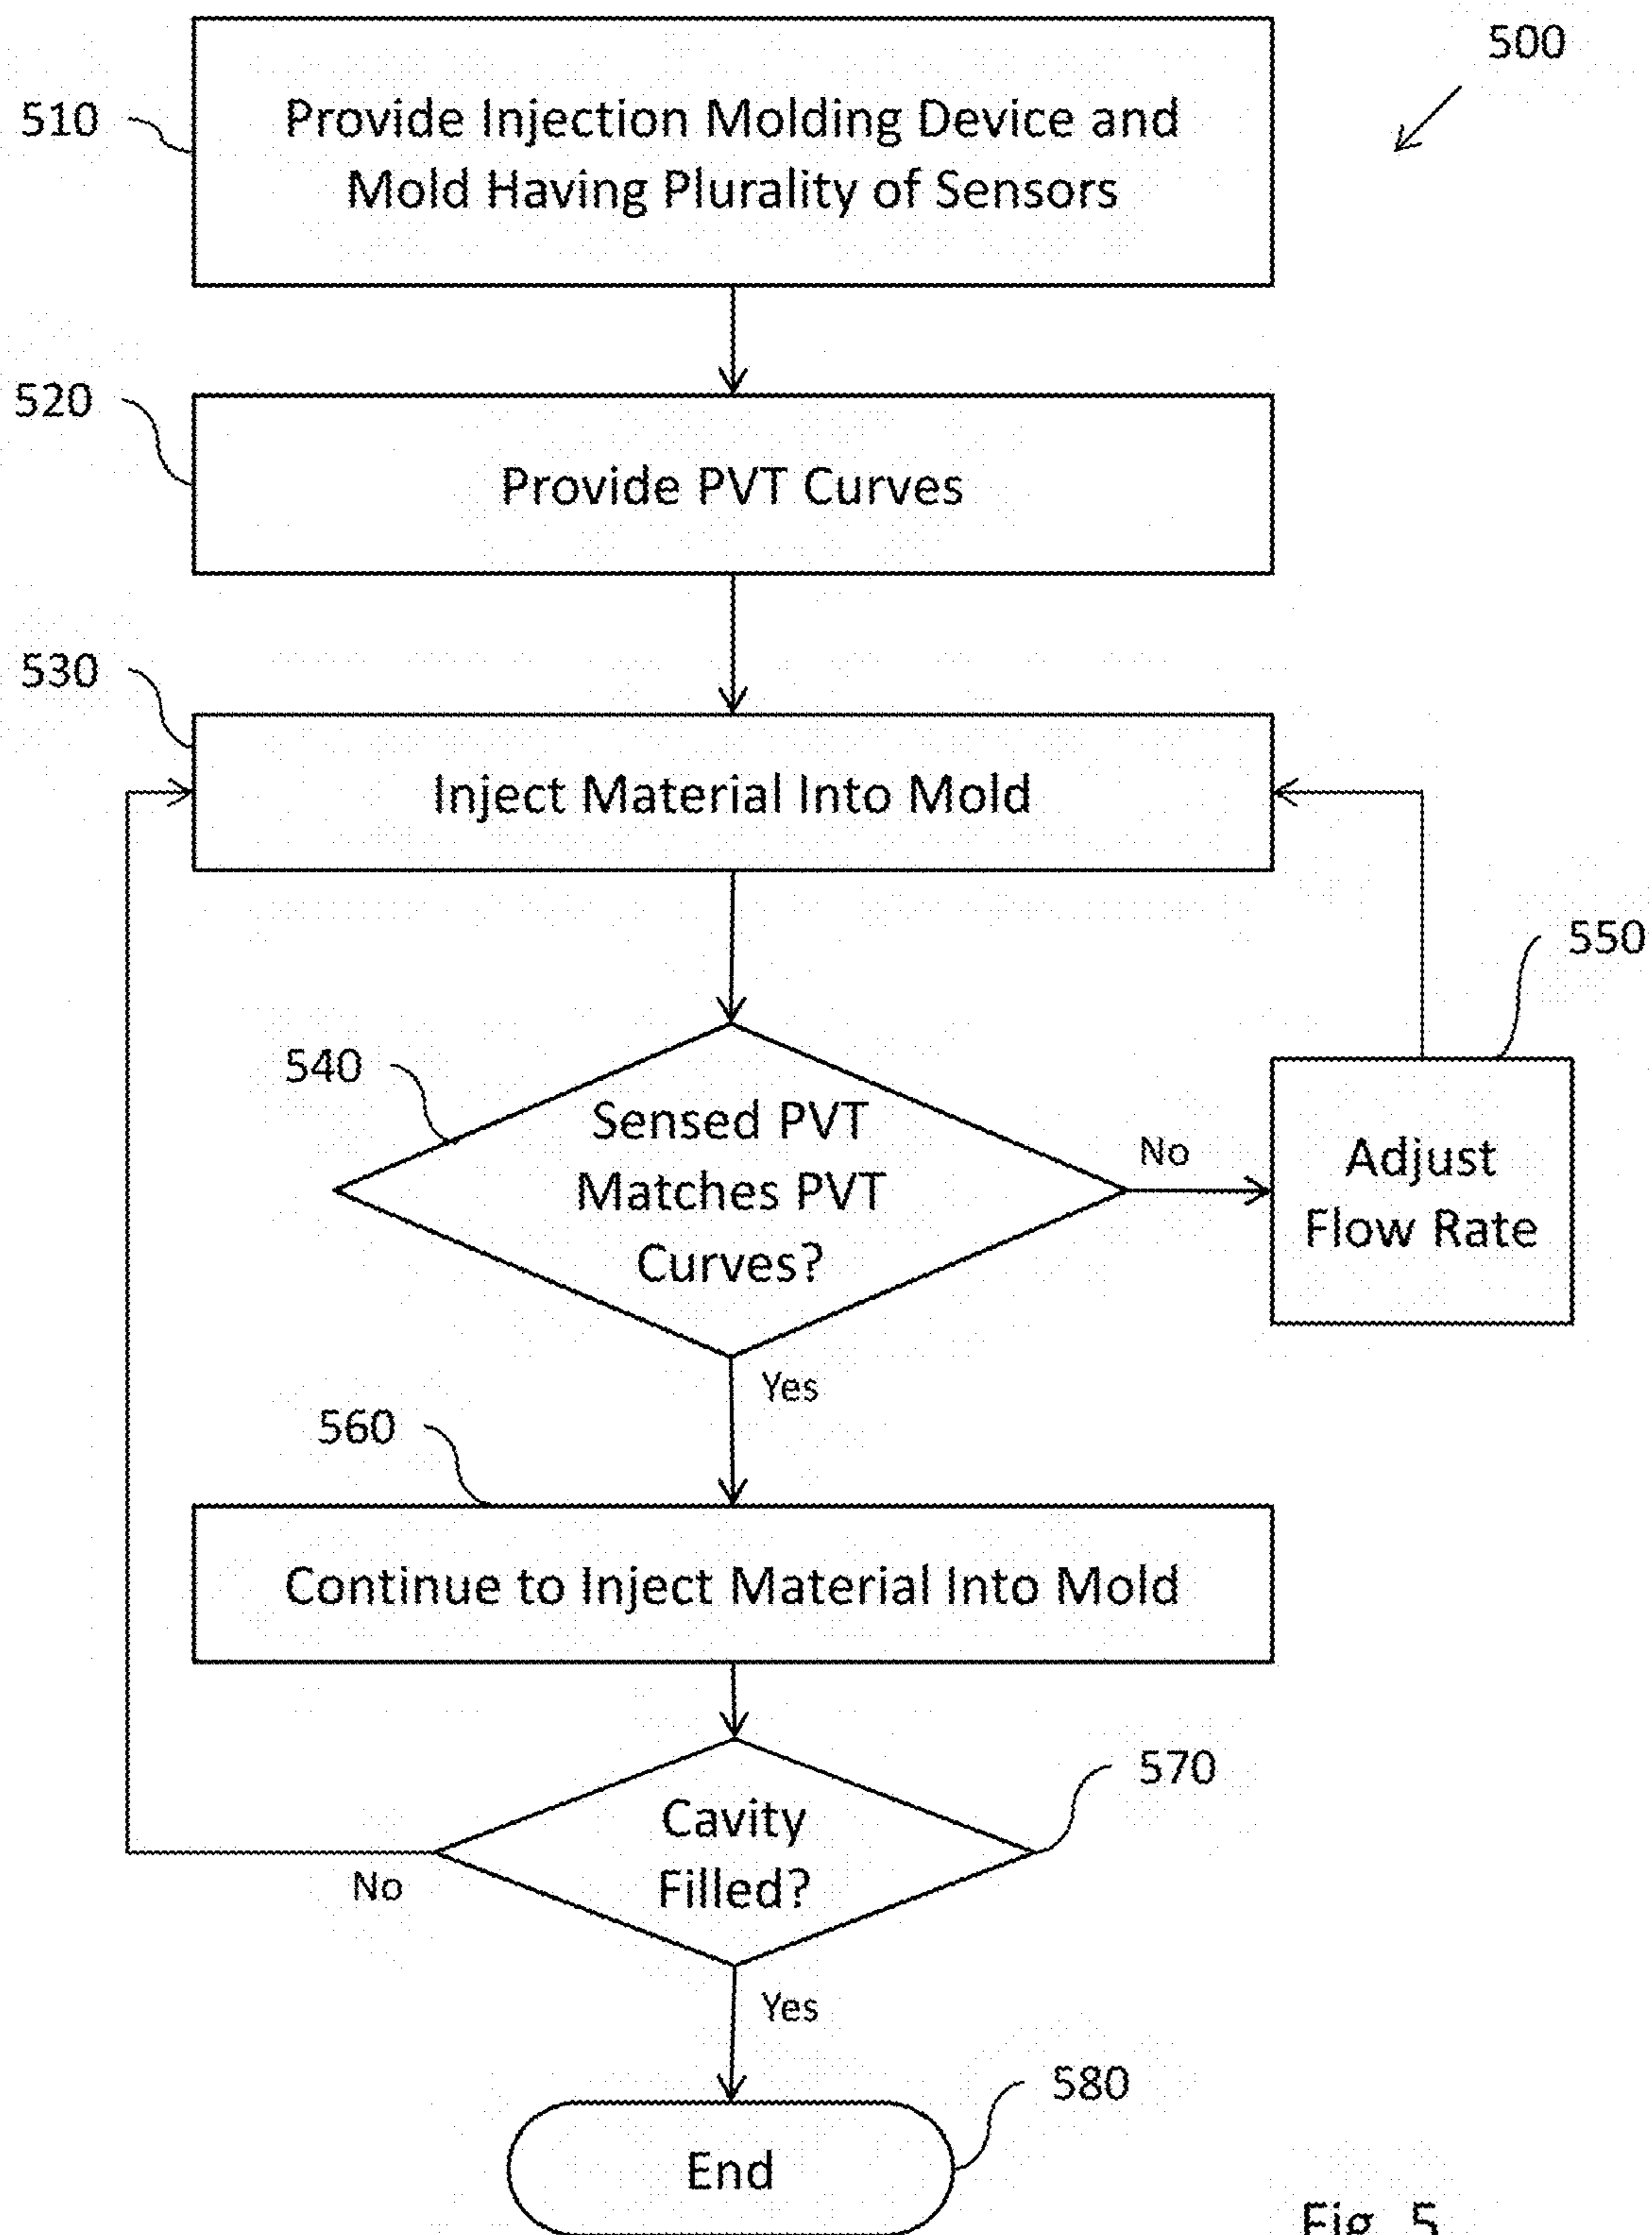 500
510
Provide Injection Molding Device and
Mold Having Plurality of Sensors
520
Provide PVT Curves
530
Inject Material Into Mold
540
Sensed PVT
Matches PVT
Curves?
No
550
Adjust
Flow Rate
Yes
560
Continue to Inject Material Into Mold
570
Cavity
Filled?
No
Yes
580
End
Fig. 5